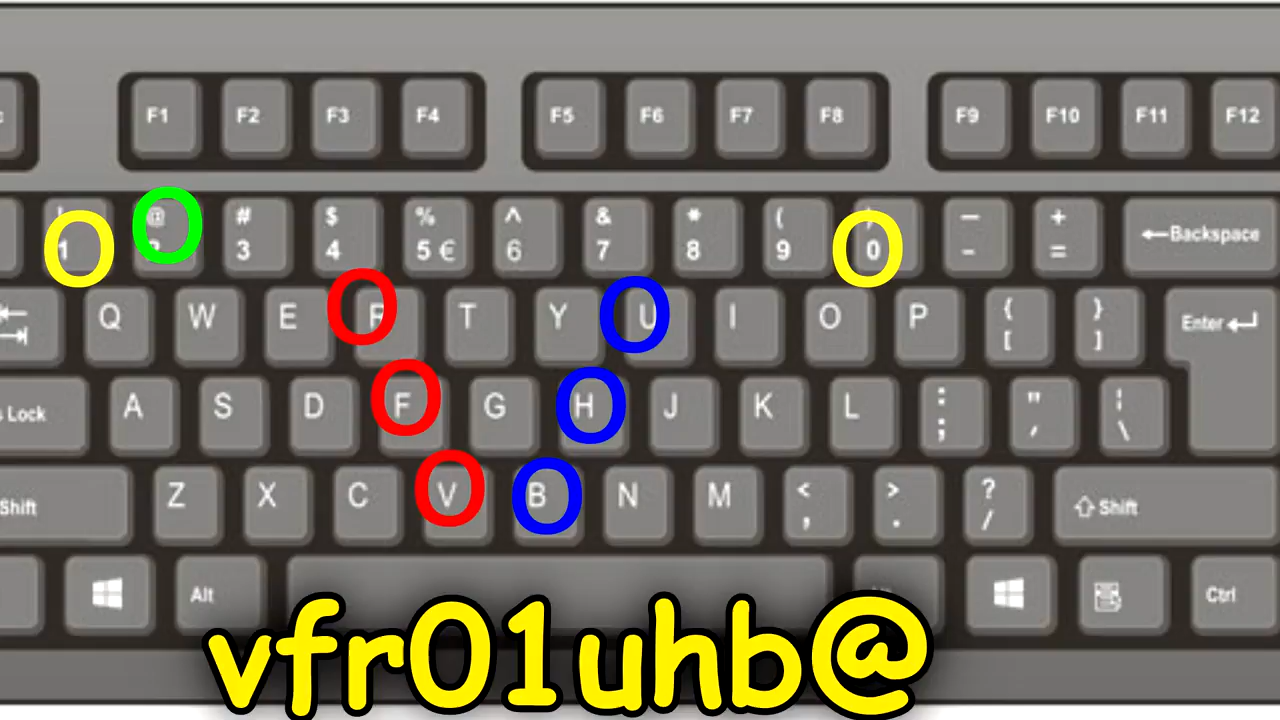 F1 F2 F3 F4 F5 F6 F7 F8 F9 F10 F11 F12
@ # $ % ^ & * ( — +
1 3 4 5 € 6 7 8 9 0 - = ←Backspace
Q W E R T Y U I O P { [ } ] Enter
Lock A S D F G H J K L : ; " ' ¦ \
Shift Z X C V B N M < , > . ? / Shift
Alt Ctrl
vfr01uhb@